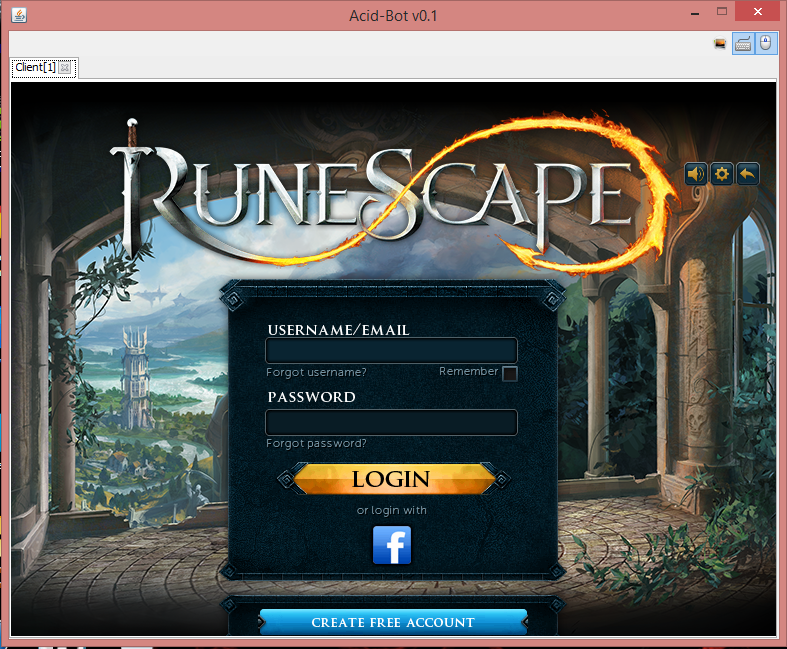 Acid-Bot v0.1
Client[1]
RUNESCAPE
USERNAME/EMAIL
Forgot username? Remember
PASSWORD
Forgot password?
LOGIN
or login with
f
CREATE FREE ACCOUNT